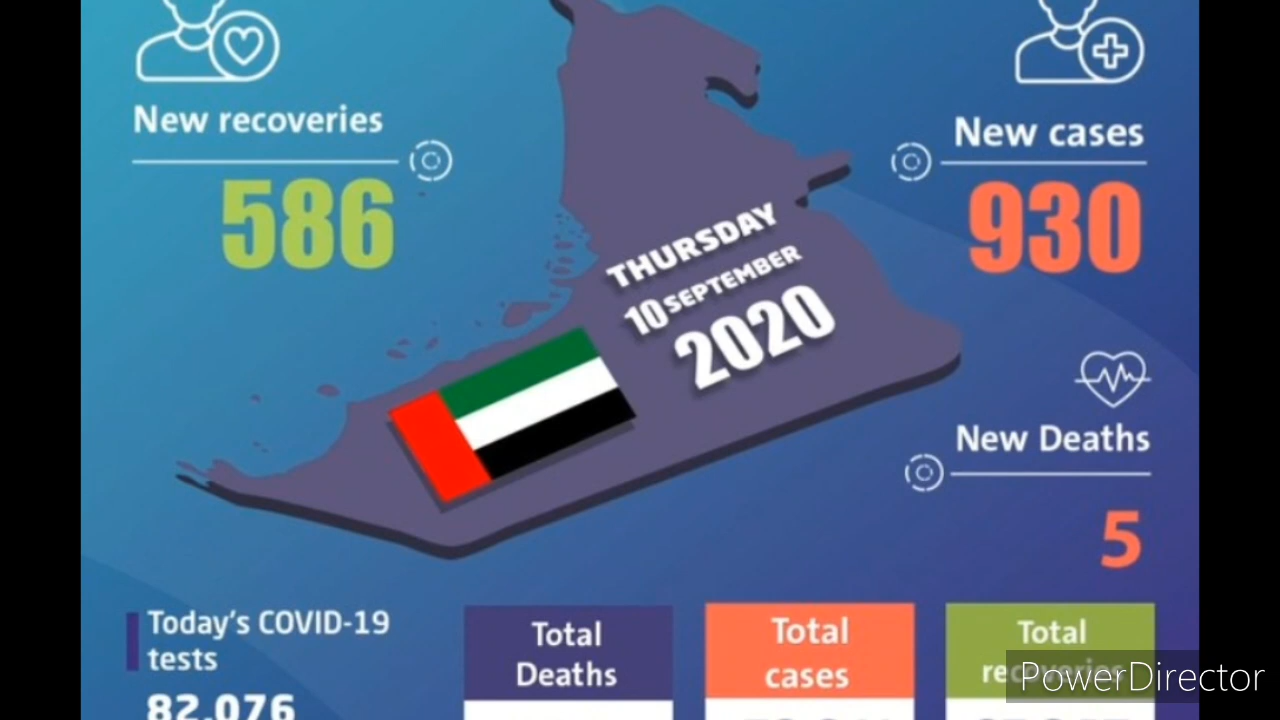 New recoveries
586
New cases
930
THURSDAY
10 SEPTEMBER
2020
New Deaths
5
Today's COVID-19
tests
82,076
Total
Deaths
Total
cases
Total
recoveries
PowerDirector